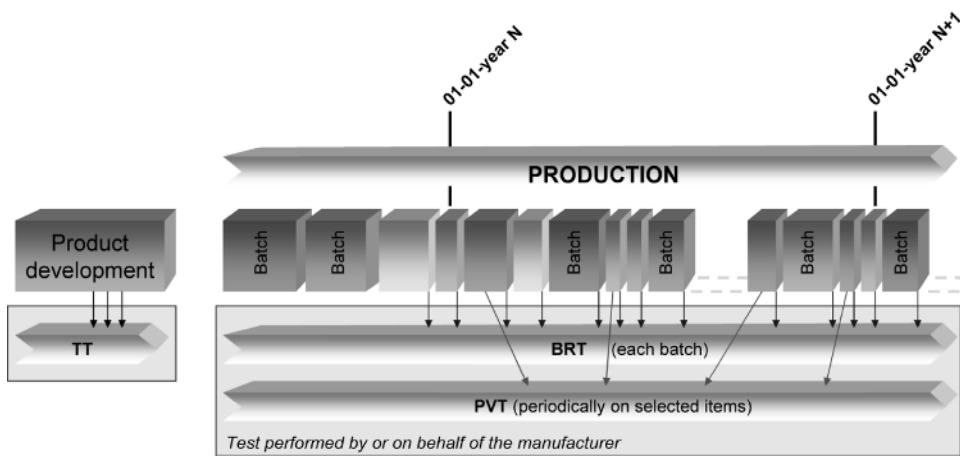 01-01-year N
01-01-year N+1
PRODUCTION
Product
development
Batch
Batch
Batch
Batch
Batch
Batch
TT
BRT (each batch)
PVT (periodically on selected items)
Test performed by or on behalf of the manufacturer